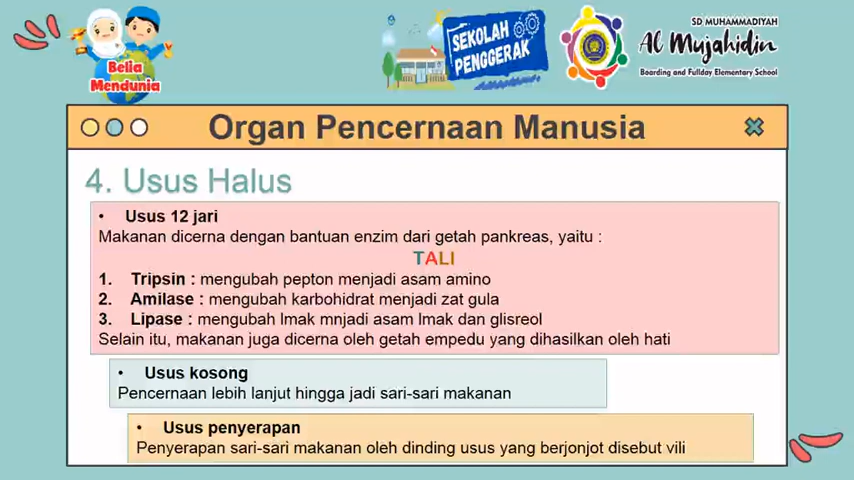 Belia
Mendunia
SEKOLAH
PENGGERAK
SD MUHAMMADIYAH
Al Mujahidin
Boarding and Fullday Elementary School
Organ Pencernaan Manusia
4. Usus Halus
• Usus 12 jari
Makanan dicerna dengan bantuan enzim dari getah pankreas, yaitu :
TALI
1. Tripsin : mengubah pepton menjadi asam amino
2. Amilase : mengubah karbohidrat menjadi zat gula
3. Lipase : mengubah lmak mnjadi asam lmak dan glisreol
Selain itu, makanan juga dicerna oleh getah empedu yang dihasilkan oleh hati
• Usus kosong
Pencernaan lebih lanjut hingga jadi sari-sari makanan
• Usus penyerapan
Penyerapan sari-sari makanan oleh dinding usus yang berjonjot disebut vili